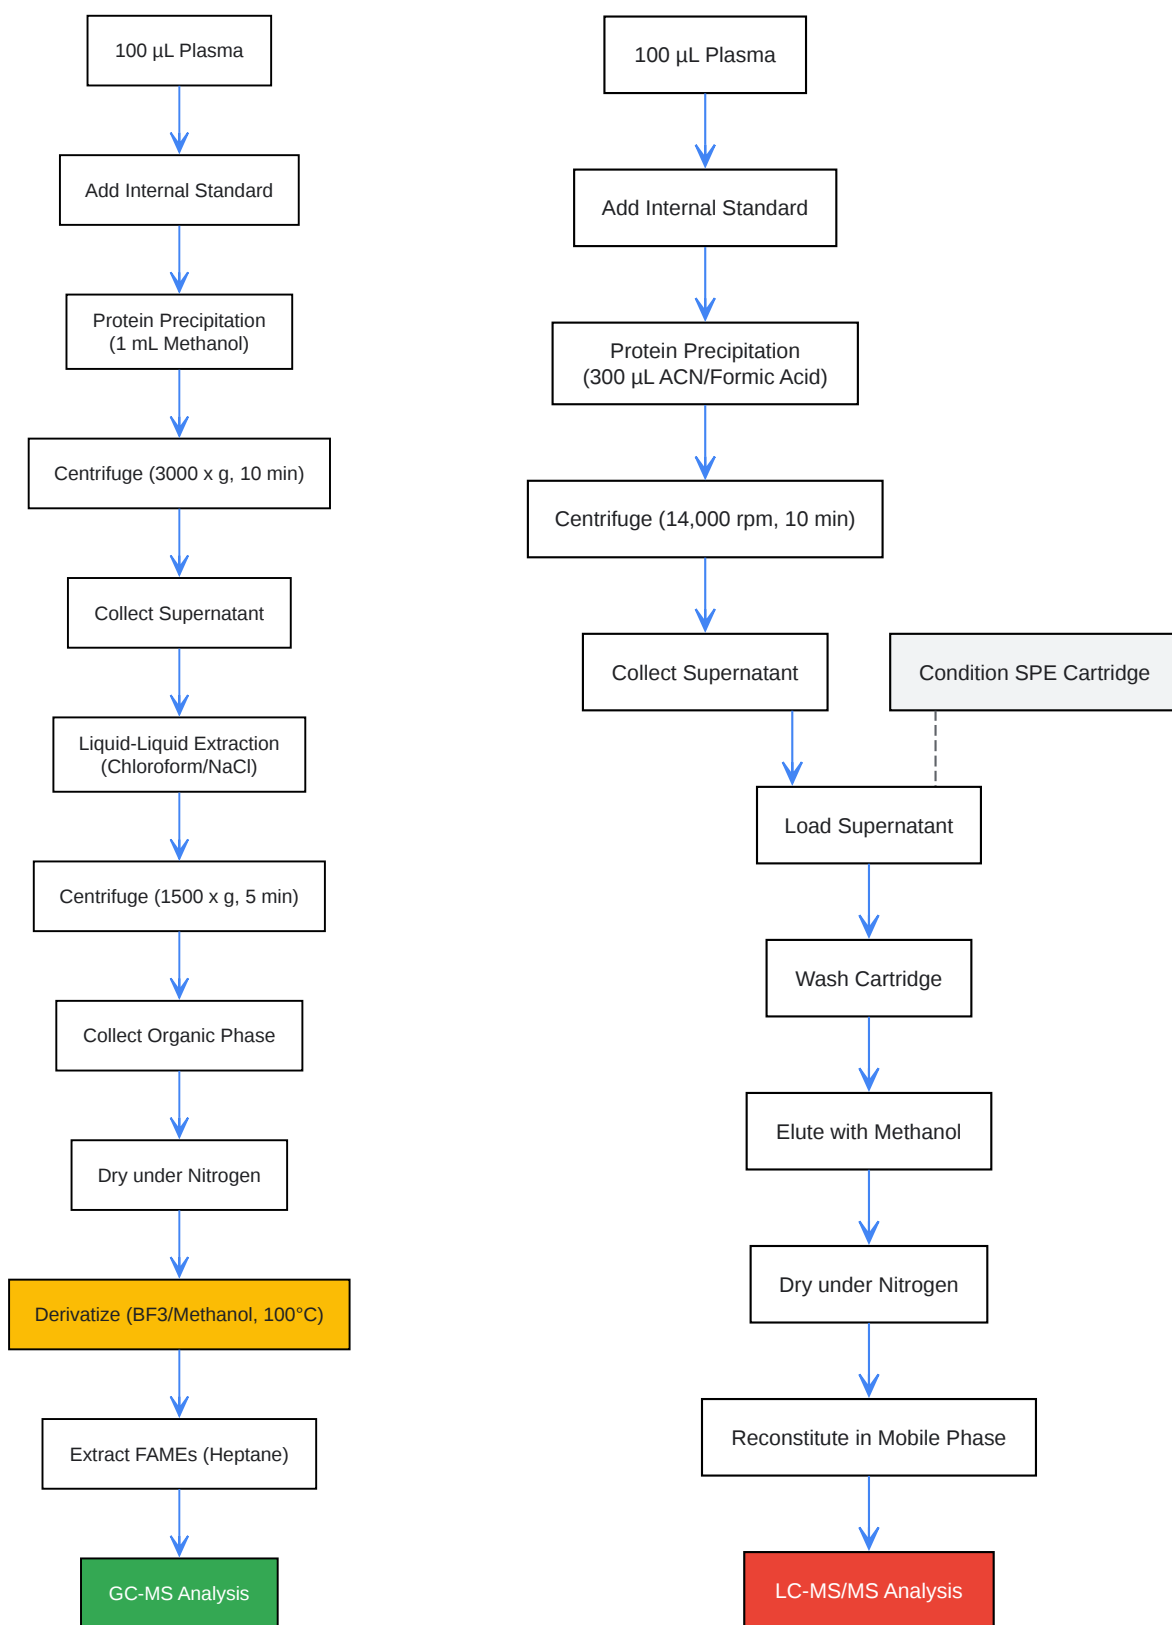 100 µL Plasma
Add Internal Standard
Protein Precipitation
(1 mL Methanol)
Centrifuge (3000 x g, 10 min)
Collect Supernatant
Liquid-Liquid Extraction
(Chloroform/NaCl)
Centrifuge (1500 x g, 5 min)
Collect Organic Phase
Dry under Nitrogen
Derivatize (BF3/Methanol, 100°C)
Extract FAMEs (Heptane)
GC-MS Analysis
100 µL Plasma
Add Internal Standard
Protein Precipitation
(300 µL ACN/Formic Acid)
Centrifuge (14,000 rpm, 10 min)
Collect Supernatant
Condition SPE Cartridge
Load Supernatant
Wash Cartridge
Elute with Methanol
Dry under Nitrogen
Reconstitute in Mobile Phase
LC-MS/MS Analysis